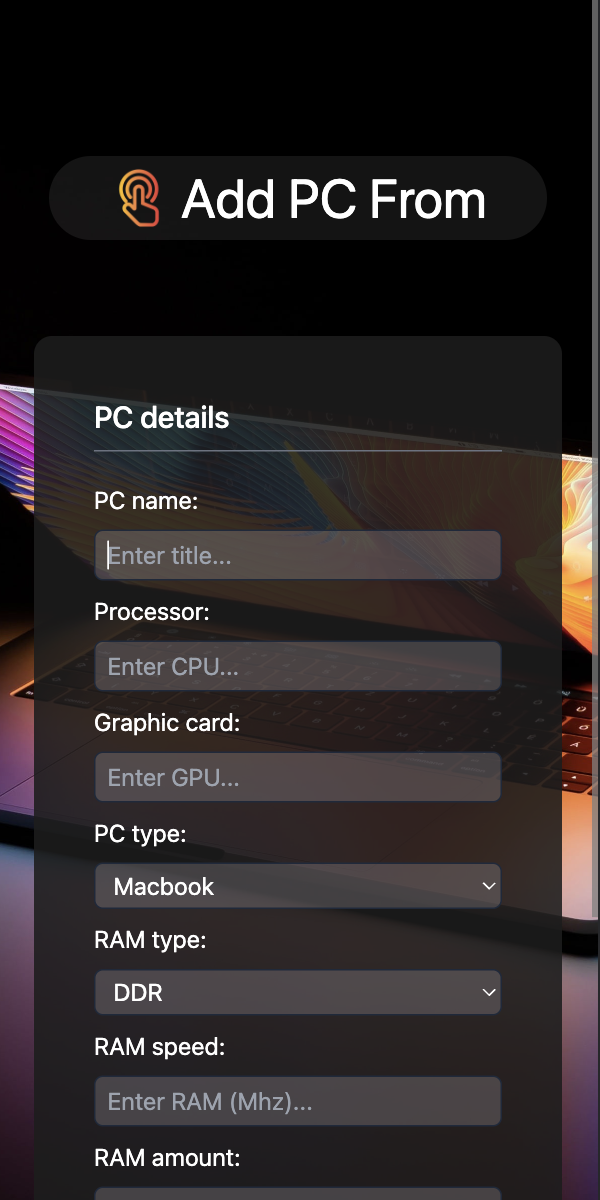 Add PC From
PC details
PC name:
Enter title...
Processor:
Enter CPU...
Graphic card:
Enter GPU...
PC type:
Macbook
RAM type:
DDR
RAM speed:
Enter RAM (Mhz)...
RAM amount: